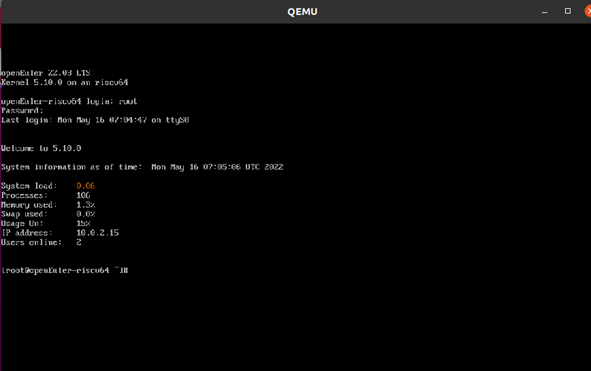 QEMU
openEuler 22.03 LTS
Kernel 5.10.0 on an riscv64
openEuler-riscv64 login: root
Password:
Last login: Mon May 16 07:04:47 on ttyS0
Welcome to 5.10.0
System information as of time: Mon May 16 07:05:06 UTC 2022
System load: 0.06
Processes: 106
Memory used: 1.3%
Swap used: 0.0%
Usage On: 15%
IP address: 10.0.2.15
Users online: 2
[root@openEuler-riscv64 ~]#